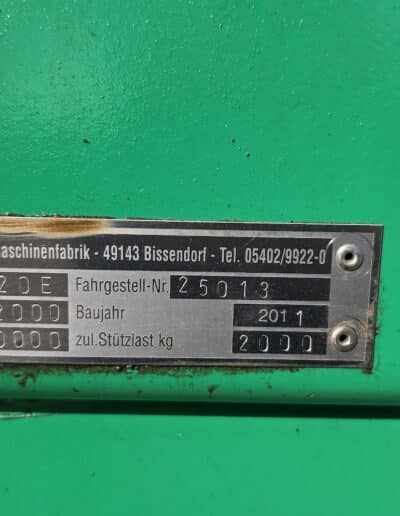 aschinenfabrik - 49143 Bissendorf - Tel. 05402/9922-0
20E Fahrgestell-Nr. 25013
2000 Baujahr 2011
0000 zul.Stützlast kg 2000